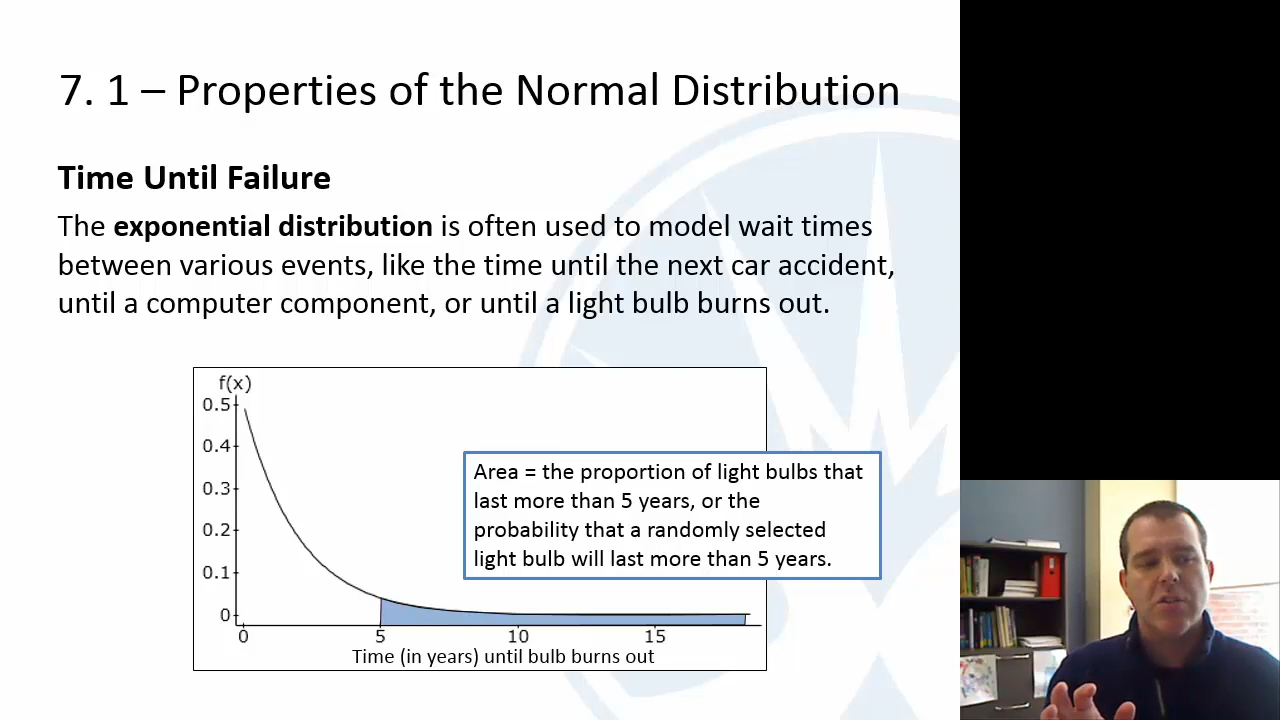 7. 1 – Properties of the Normal Distribution
Time Until Failure
The exponential distribution is often used to model wait times
between various events, like the time until the next car accident,
until a computer component, or until a light bulb burns out.
f(x)
0.5
0.4
0.3
0.2
0.1
0
Area = the proportion of light bulbs that
last more than 5 years, or the
probability that a randomly selected
light bulb will last more than 5 years.
0 5 10 15
Time (in years) until bulb burns out